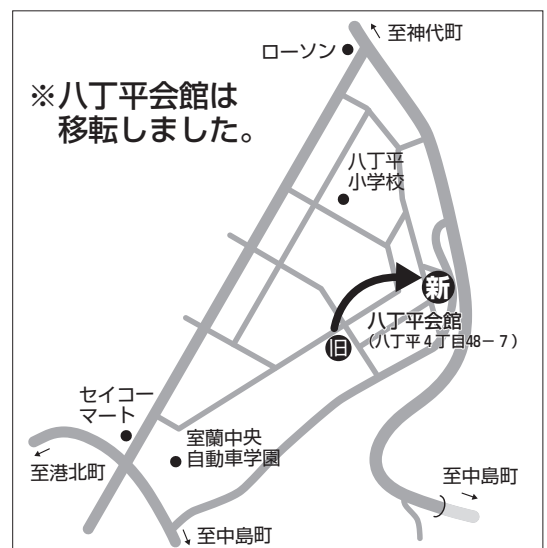 至神代町
ローソン
※八丁平会館は
移転しました。
八丁平
小学校
新
八丁平会館
（八丁平４丁目48−７）
旧
セイコー
マート
室蘭中央
自動車学園
至港北町
至中島町
至中島町